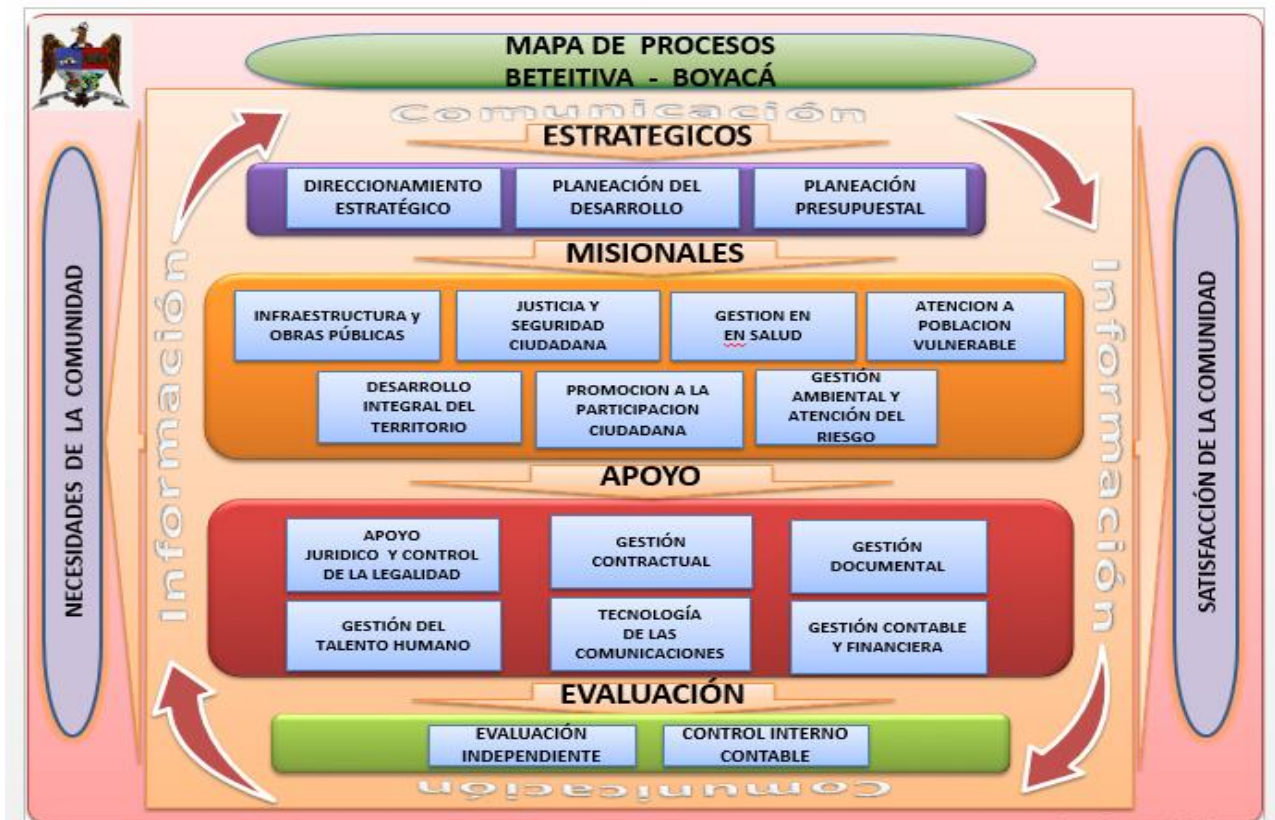 MAPA DE PROCESOS
BETEITIVA - BOYACÁ
Comunicación
ESTRATEGICOS
DIRECCIONAMIENTO
ESTRATÉGICO
PLANEACIÓN DEL
DESARROLLO
PLANEACIÓN
PRESUPUESTAL
MISIONALES
INFRAESTRUCTURA y
OBRAS PÚBLICAS
JUSTICIA Y
SEGURIDAD
CIUDADANA
GESTION EN
EN SALUD
ATENCION A
POBLACION
VULNERABLE
DESARROLLO
INTEGRAL DEL
TERRITORIO
PROMOCION A LA
PARTICIPACION
CIUDADANA
GESTIÓN
AMBIENTAL Y
ATENCIÓN DEL
RIESGO
APOYO
APOYO
JURIDICO Y CONTROL
DE LA LEGALIDAD
GESTIÓN
CONTRACTUAL
GESTIÓN
DOCUMENTAL
GESTIÓN DEL
TALENTO HUMANO
TECNOLOGÍA
DE LAS
COMUNICACIONES
GESTIÓN CONTABLE
Y FINANCIERA
EVALUACIÓN
EVALUACIÓN
INDEPENDIENTE
CONTROL INTERNO
CONTABLE
Comunicación
NECESIDADES DE LA COMUNIDAD
Información
Información
SATISFACCIÓN DE LA COMUNIDAD